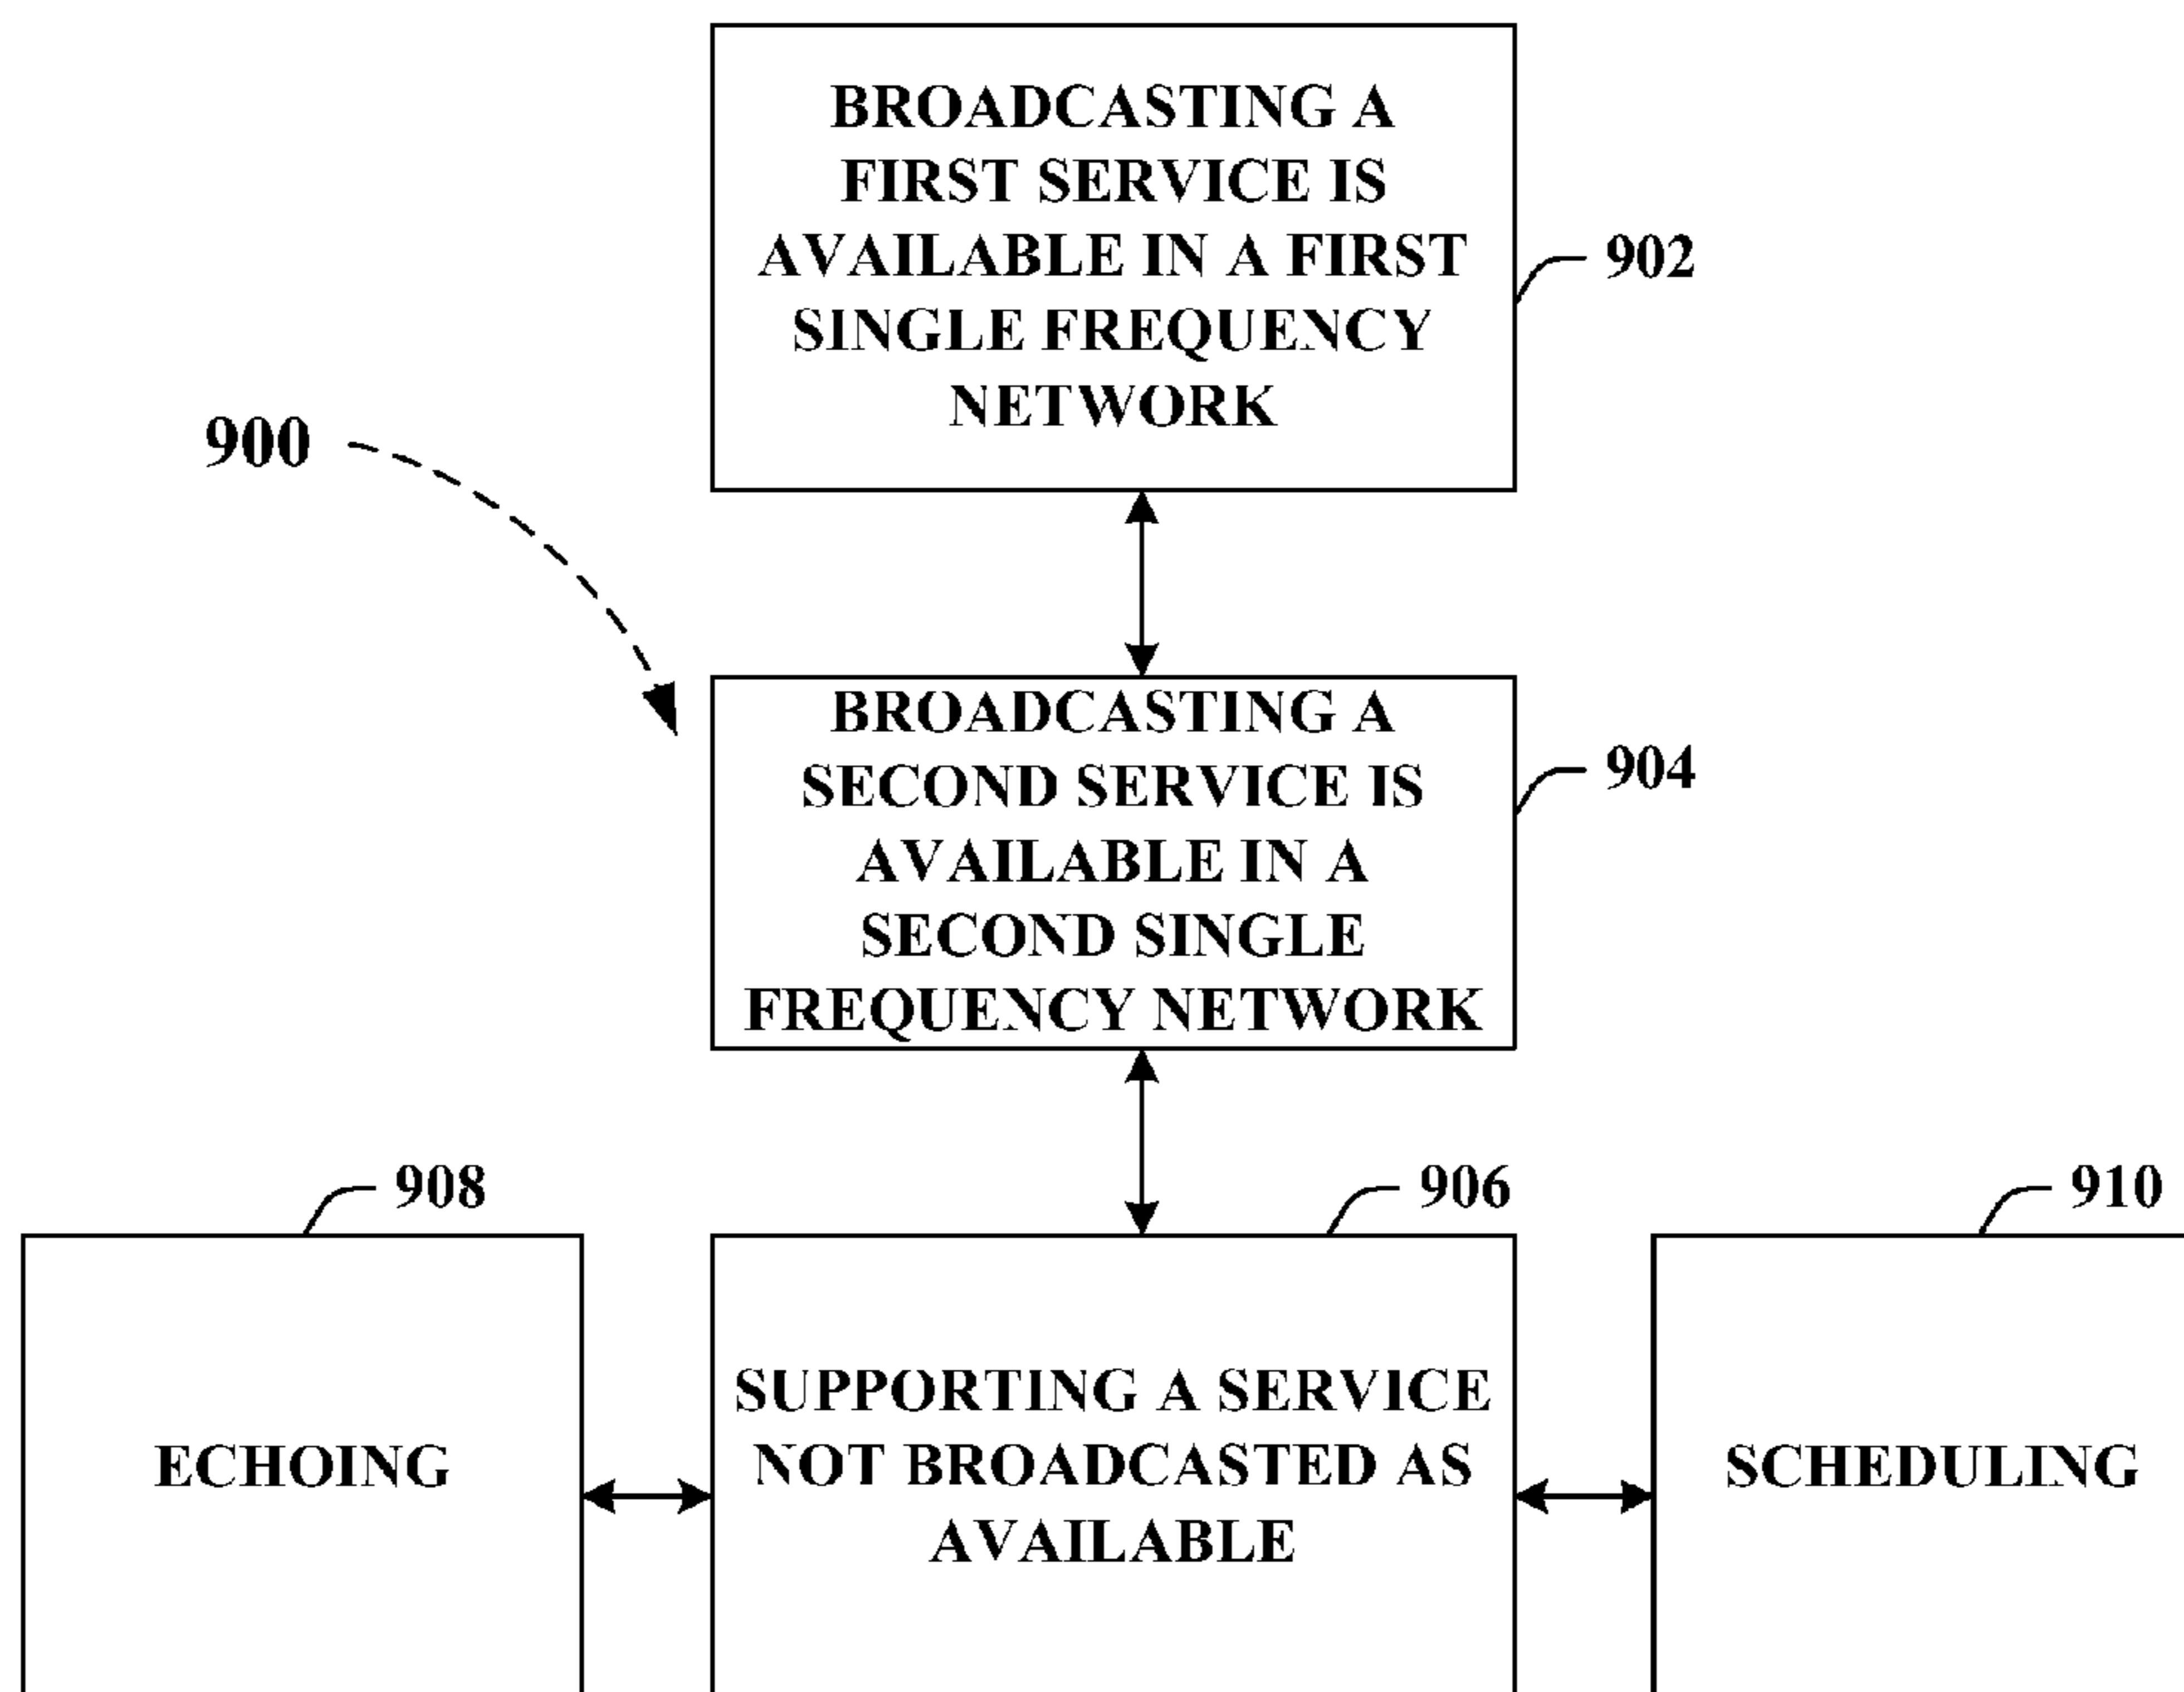 BROADCASTING A
FIRST SERVICE IS
AVAILABLE IN A FIRST
SINGLE FREQUENCY
NETWORK
902
900
BROADCASTING A
SECOND SERVICE IS
AVAILABLE IN A
SECOND SINGLE
FREQUENCY NETWORK
904
908
906
910
ECHOING
SUPPORTING A SERVICE
NOT BROADCASTED AS
AVAILABLE
SCHEDULING